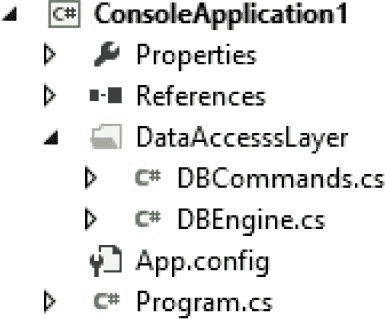 C# ConsoleApplication1
Properties
References
DataAccesssLayer
C# DBCommands.cs
C# DBEngine.cs
App.config
C# Program.cs